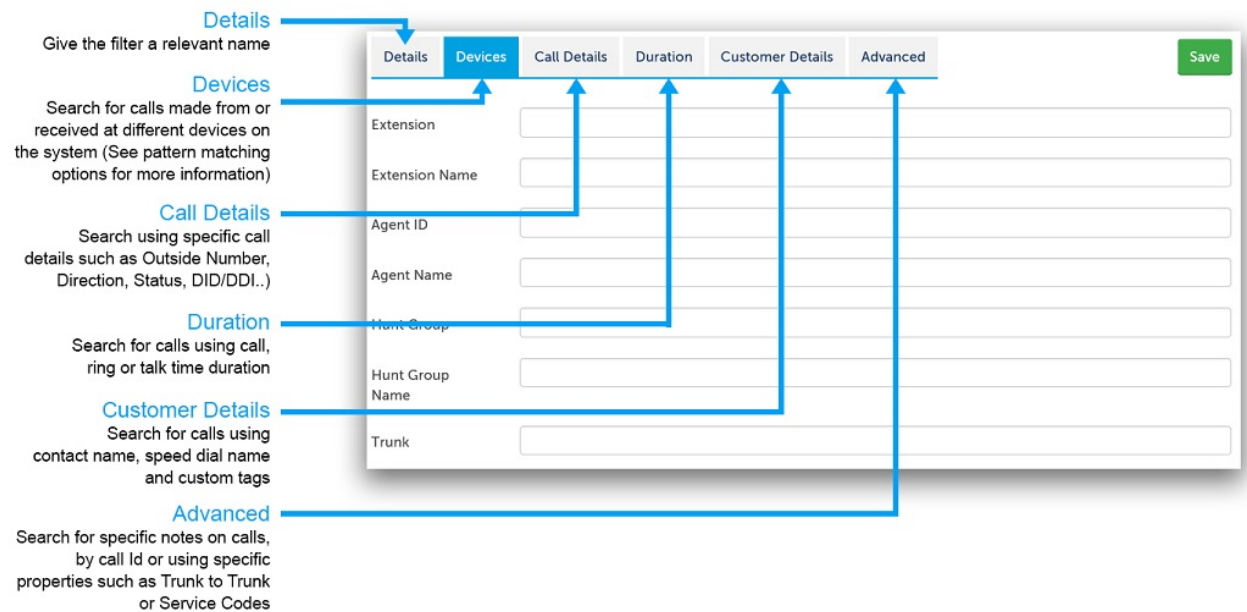 Details
Give the filter a relevant name
Devices
Search for calls made from or
received at different devices on
the system (See pattern matching
options for more information)
Call Details
Search using specific call
details such as Outside Number,
Direction, Status, DID/DDI..)
Duration
Search for calls using call,
ring or talk time duration
Customer Details
Search for calls using
contact name, speed dial name
and custom tags
Advanced
Search for specific notes on calls,
by call Id or using specific
properties such as Trunk to Trunk
or Service Codes
Details Devices Call Details Duration Customer Details Advanced Save
Extension
Extension Name
Agent ID
Agent Name
Hunt Group
Hunt Group
Name
Trunk